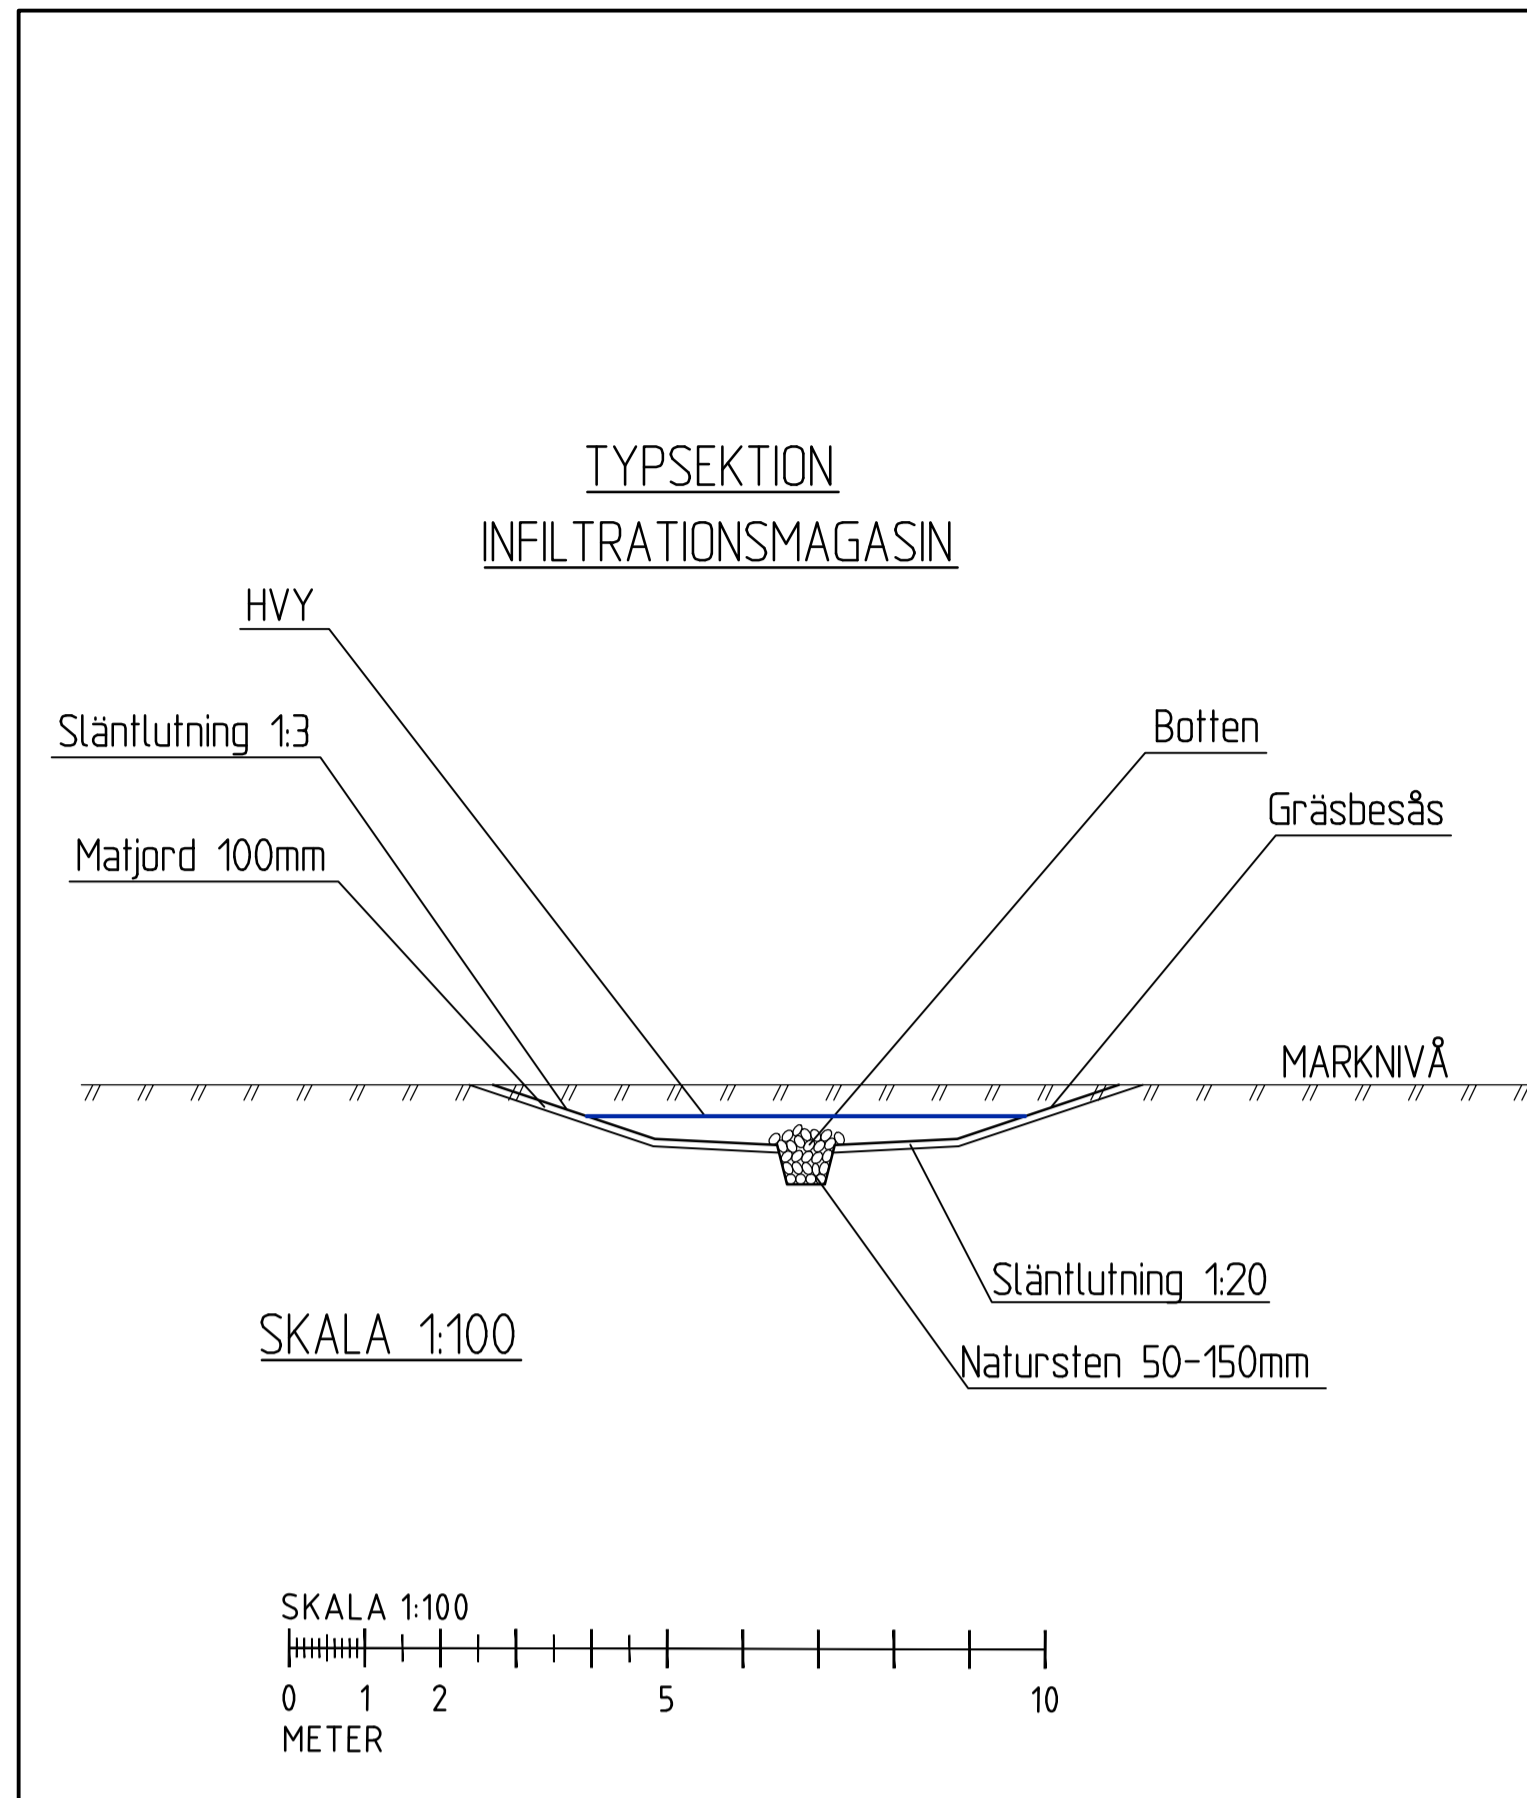 TYPSEKTION
INFILTRATIONSMAGASIN
HVY
Släntlutning 1:3
Botten
Gräsbesås
Matjord 100mm
MARKNIVÅ
Släntlutning 1:20
SKALA 1:100
Natursten 50-150mm
SKALA 1:100
0 1 2 5 10
METER